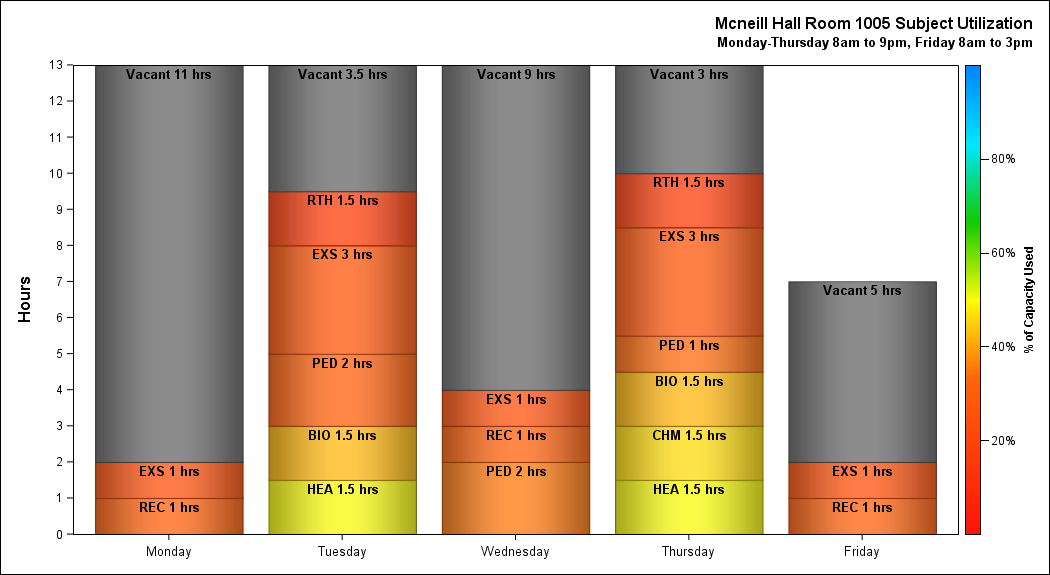 Mcneill Hall Room 1005 Subject Utilization
Monday-Thursday 8am to 9pm, Friday 8am to 3pm
Hours
13
12
11
10
9
8
7
6
5
4
3
2
1
0
Vacant 11 hrs
EXS 1 hrs
REC 1 hrs
Vacant 3.5 hrs
RTH 1.5 hrs
EXS 3 hrs
PED 2 hrs
BIO 1.5 hrs
HEA 1.5 hrs
Vacant 9 hrs
EXS 1 hrs
REC 1 hrs
PED 2 hrs
Vacant 3 hrs
RTH 1.5 hrs
EXS 3 hrs
PED 1 hrs
BIO 1.5 hrs
CHM 1.5 hrs
HEA 1.5 hrs
Vacant 5 hrs
EXS 1 hrs
REC 1 hrs
Monday
Tuesday
Wednesday
Thursday
Friday
80%
60%
40%
20%
% of Capacity Used